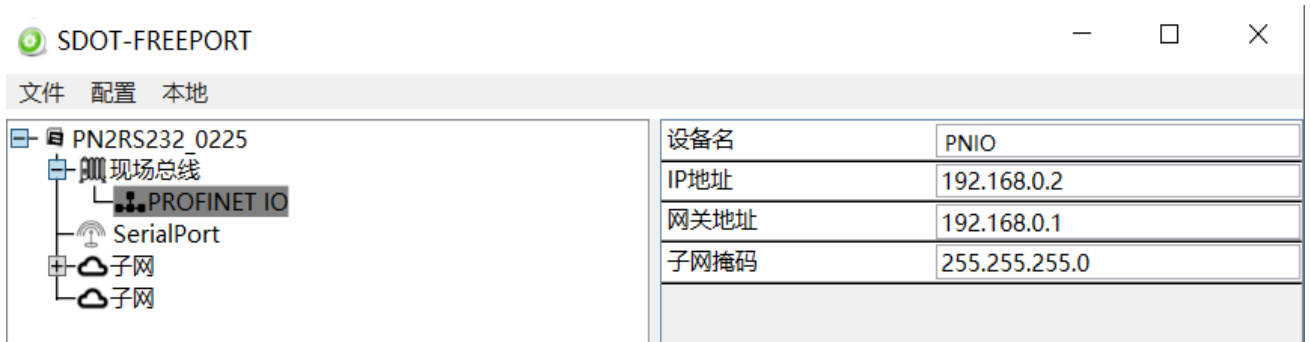 SDOT-FREEPORT
文件 配置 本地
PN2RS232_0225
现场总线
PROFINET IO
SerialPort
子网
子网
设备名 PNIO
IP地址 192.168.0.2
网关地址 192.168.0.1
子网掩码 255.255.255.0